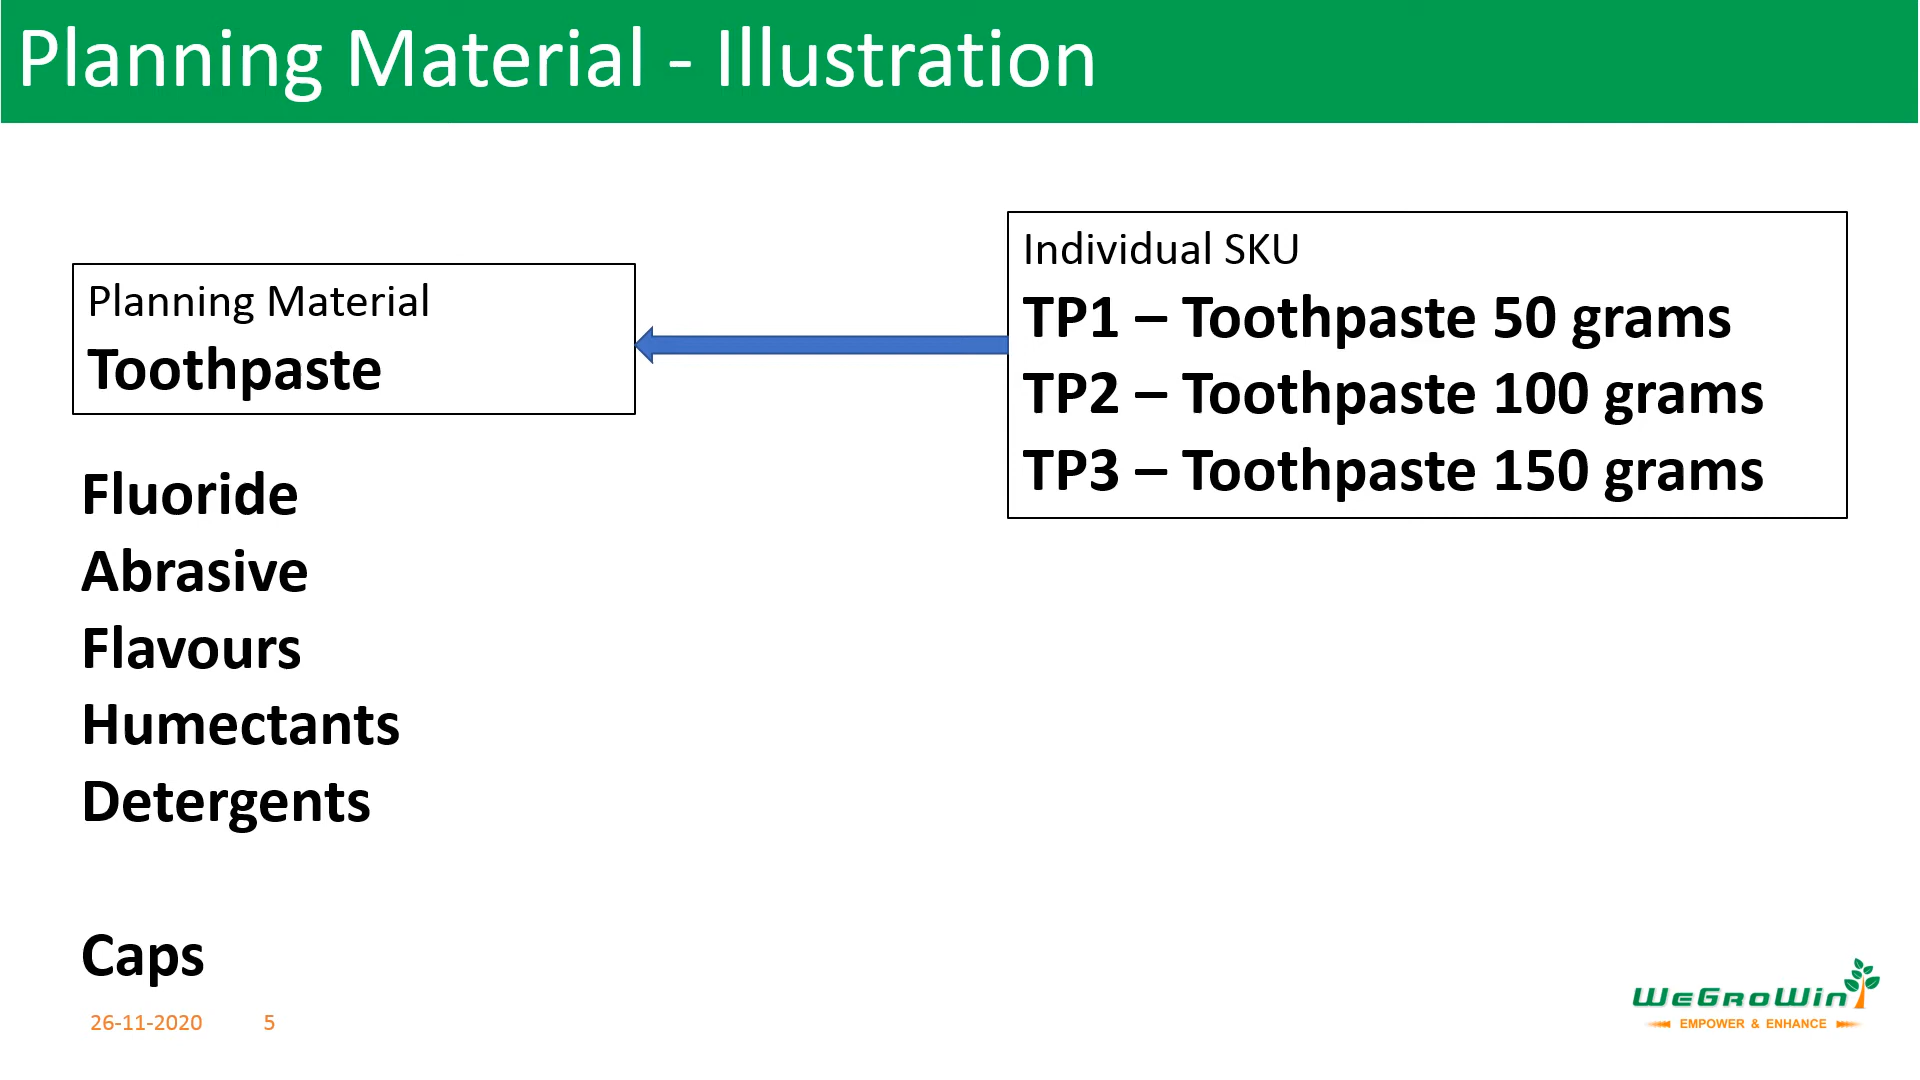 Planning Material - Illustration
Planning Material
Toothpaste
Individual SKU
TP1 – Toothpaste 50 grams
TP2 – Toothpaste 100 grams
TP3 – Toothpaste 150 grams
Fluoride
Abrasive
Flavours
Humectants
Detergents
Caps
26-11-2020 5
WeGroWin
EMPOWER & ENHANCE